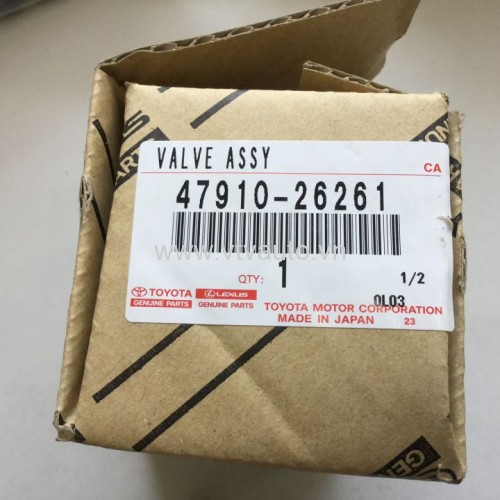 VALVE ASSY
CA
47910-26261
www.vtvauto.vn
QTY: 1
1/2
0L03
TOYOTA LEXUS TOYOTA MOTOR CORPORATION
GENUINE PARTS GENUINE PARTS MADE IN JAPAN 23